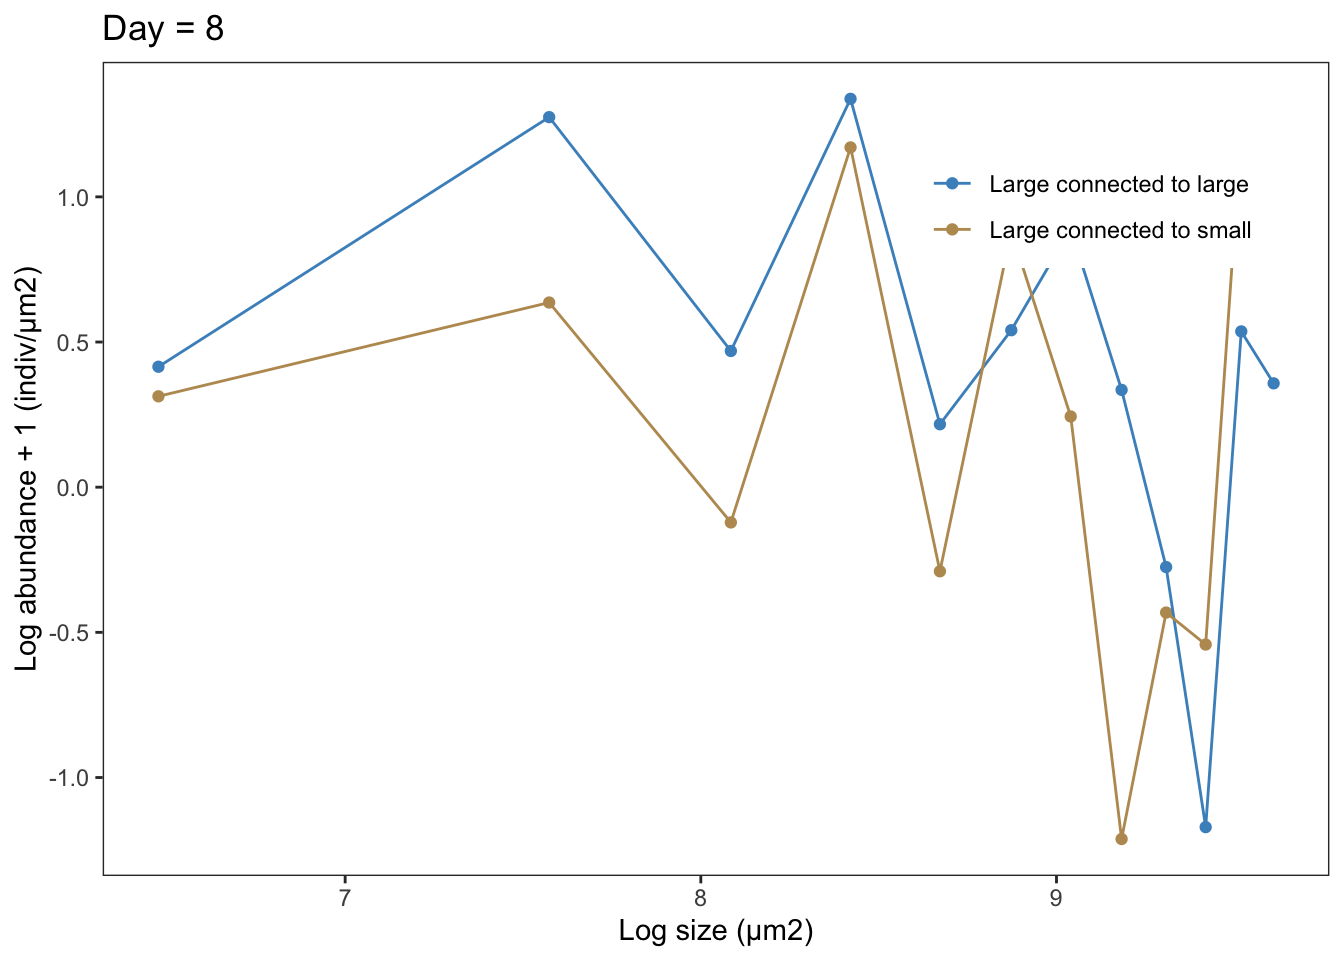 Day = 8
Log abundance + 1 (indiv/µm2)
1.0
0.5
0.0
-0.5
-1.0
Large connected to large
Large connected to small
7
8
9
Log size (µm2)